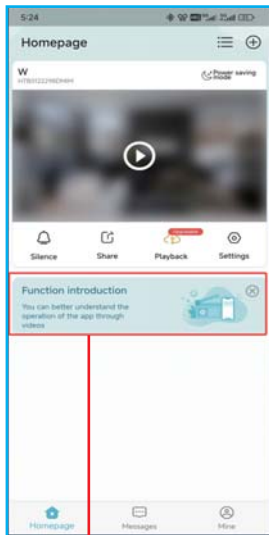 5:24
Homepage
W
Power saving
mode
Silence
Share
Playback
Settings
Function introduction
You can better understand the
operation of the app through
videos
Homepage
Messages
Mine